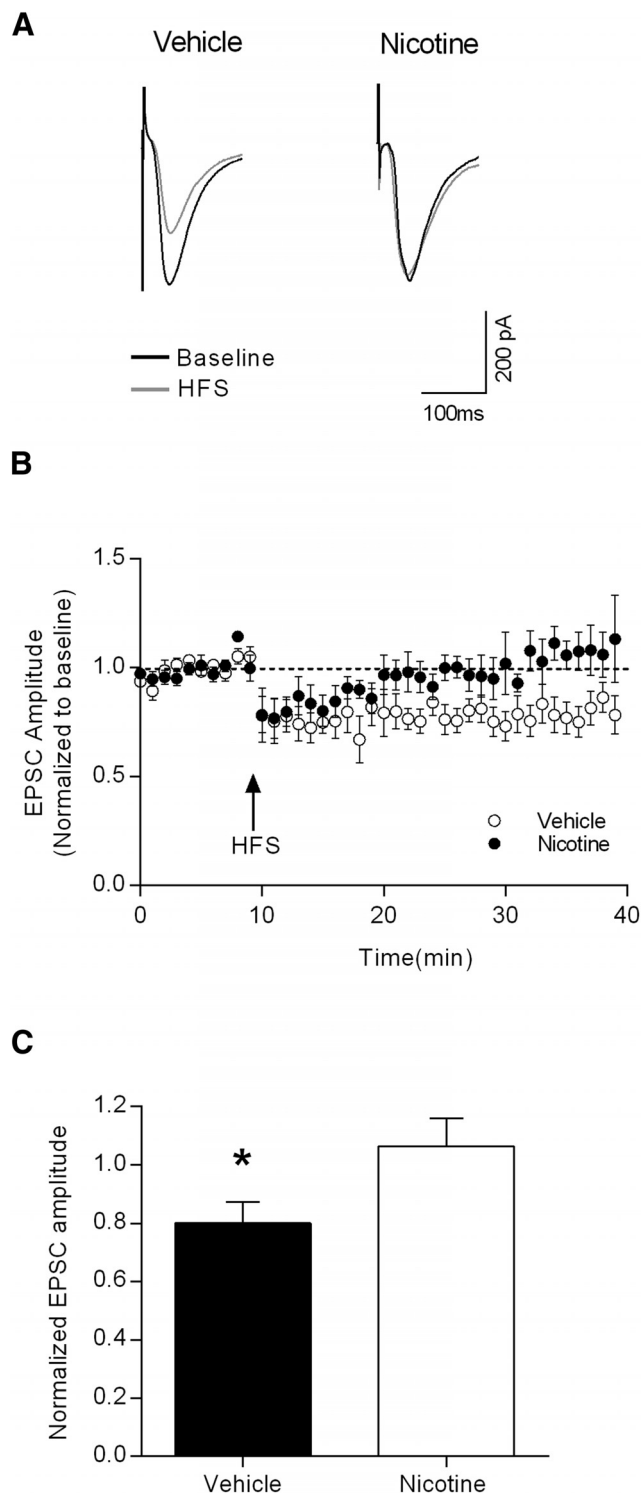 A
Vehicle
Nicotine
Baseline
HFS
200 pA
100ms
B
EPSC Amplitude
(Normalized to baseline)
1.5
1.0
0.5
0.0
HFS
Vehicle
Nicotine
0 10 20 30 40
Time(min)
C
Normalized EPSC amplitude
1.2
1.0
0.8
0.6
0.4
0.2
0.0
*
Vehicle Nicotine